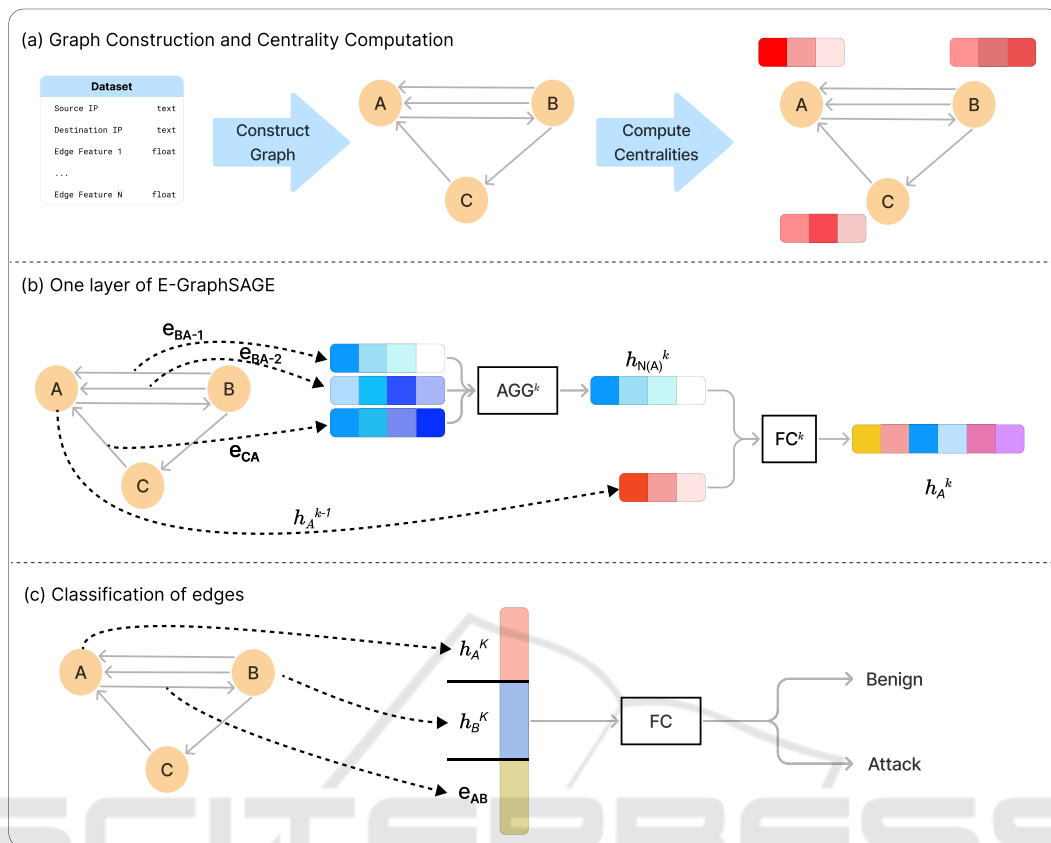 (a) Graph Construction and Centrality Computation
Dataset
Source IP text
Destination IP text
Edge Feature 1 float
...
Edge Feature N float
Construct
Graph
A
B
C
Compute
Centralities
A
B
C
(b) One layer of E-GraphSAGE
e_BA-1
e_BA-2
A
B
C
e_CA
h_A^k-1
AGG^k
h_N(A)^k
FC^k
h_A^k
(c) Classification of edges
A
B
C
h_A^K
h_B^K
e_AB
FC
Benign
Attack
SCITEPRESS